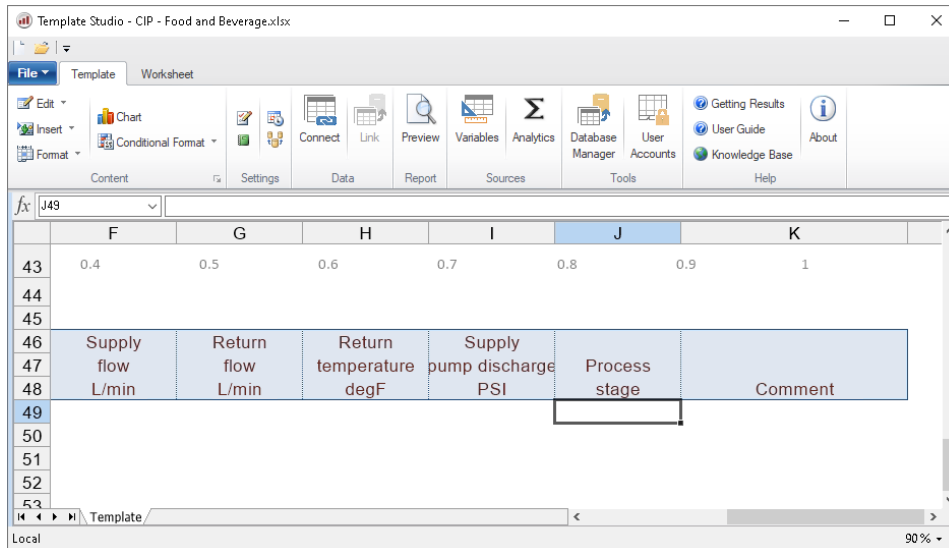 Template Studio - CIP - Food and Beverage.xlsx
File Template Worksheet
Edit
Insert
Format
Chart
Conditional Format
Content
Settings
Connect Link
Data
Preview
Report
Variables Analytics
Sources
Database Manager
User Accounts
Tools
Getting Results
User Guide
Knowledge Base
Help
About
fx J49
F G H I J K
43 0.4 0.5 0.6 0.7 0.8 0.9 1
44
45
46 Supply Return Return Supply
47 flow flow temperature pump discharge Process
48 L/min L/min degF PSI stage Comment
49
50
51
52
53
Template
Local 90%